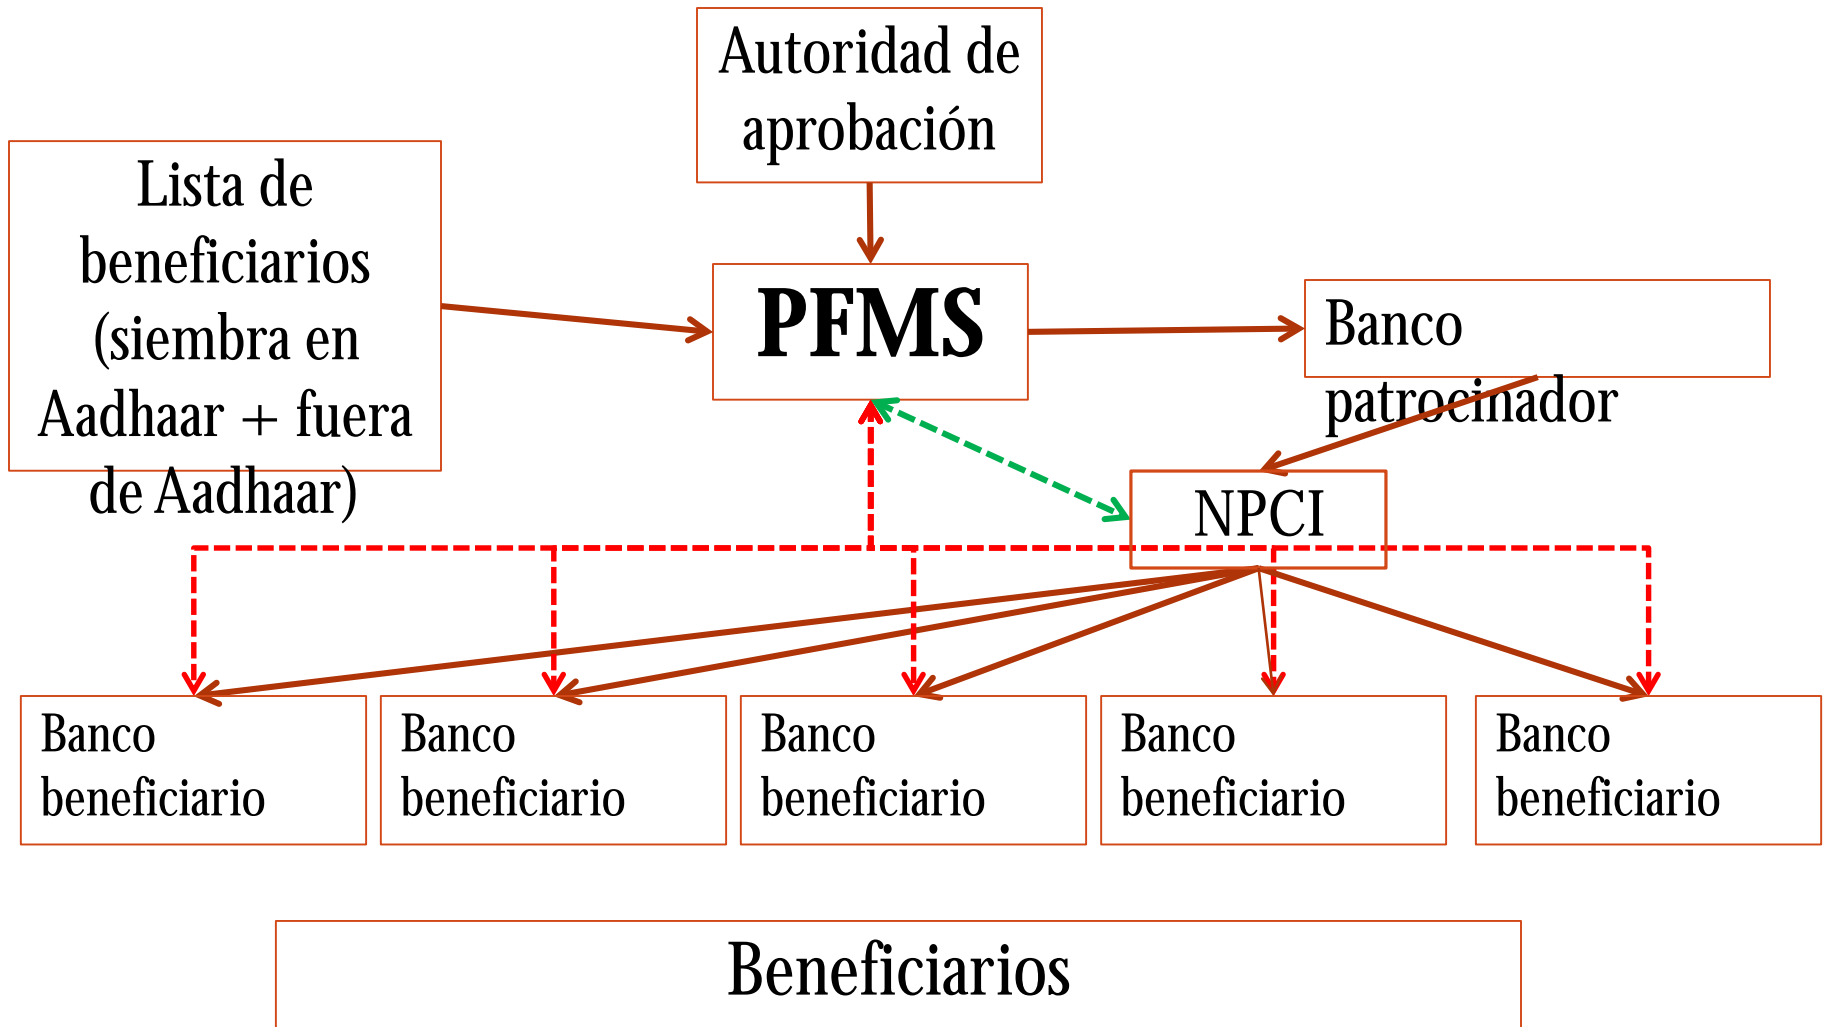 Autoridad de
aprobación
Lista de
beneficiarios
(siembra en
Aadhaar + fuera
de Aadhaar)
PFMS
Banco
patrocinador
NPCI
Banco
beneficiario
Banco
beneficiario
Banco
beneficiario
Banco
beneficiario
Banco
beneficiario
Beneficiarios